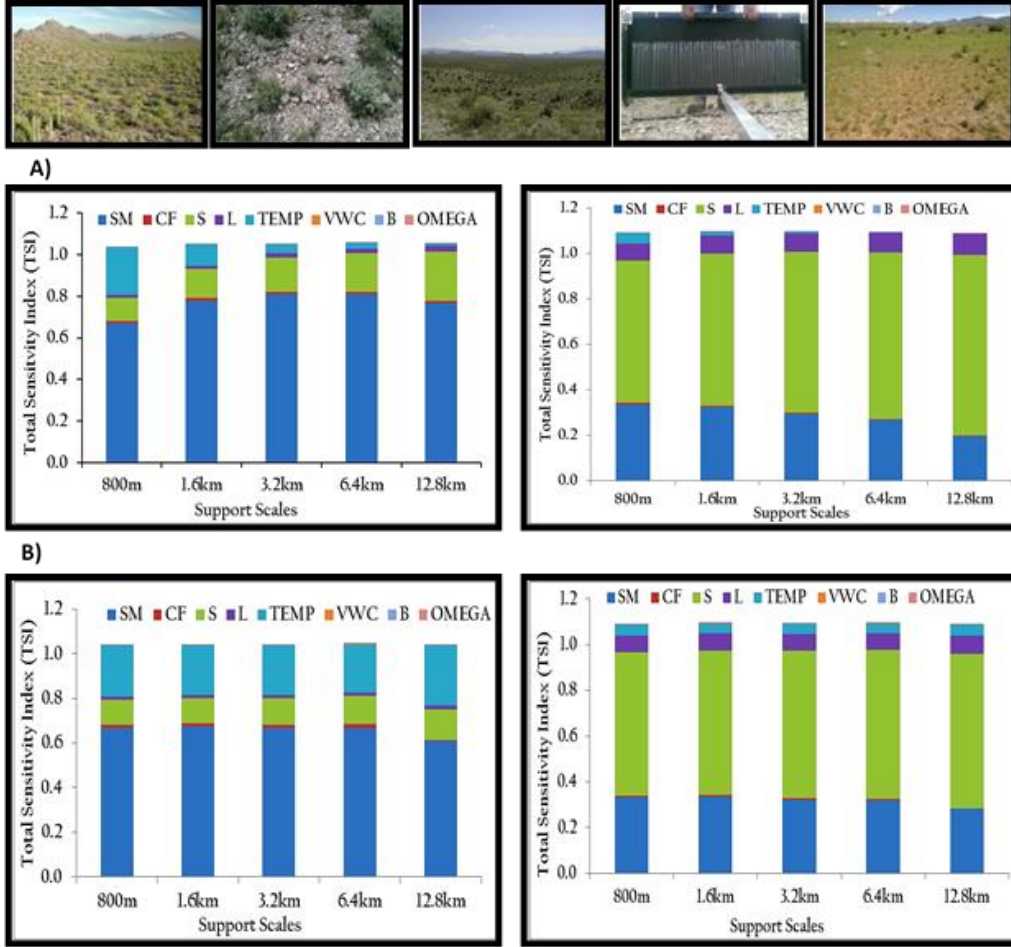 A)
1.2
1.0
0.8
0.6
0.4
0.2
0.0
Total Sensitvity Index (TSI)
SM CF S L TEMP VWC B OMEGA
800m 1.6km 3.2km 6.4km 12.8km
Support Scales
1.2
1.0
0.8
0.6
0.4
0.2
0.0
Total Sensitivity Index (TSI)
SM CF S L TEMP VWC B OMEGA
800m 1.6km 3.2km 6.4km 12.8km
Support Scales
B)
1.2
1.0
0.8
0.6
0.4
0.2
0.0
Total Sensitivity Index (TSI)
SM CF S L TEMP VWC B OMEGA
800m 1.6km 3.2km 6.4km 12.8km
Support Scales
1.2
1.0
0.8
0.6
0.4
0.2
0.0
Total Sensitivity Index (TSI)
SM CF S L TEMP VWC B OMEGA
800m 1.6km 3.2km 6.4km 12.8km
Support Scales